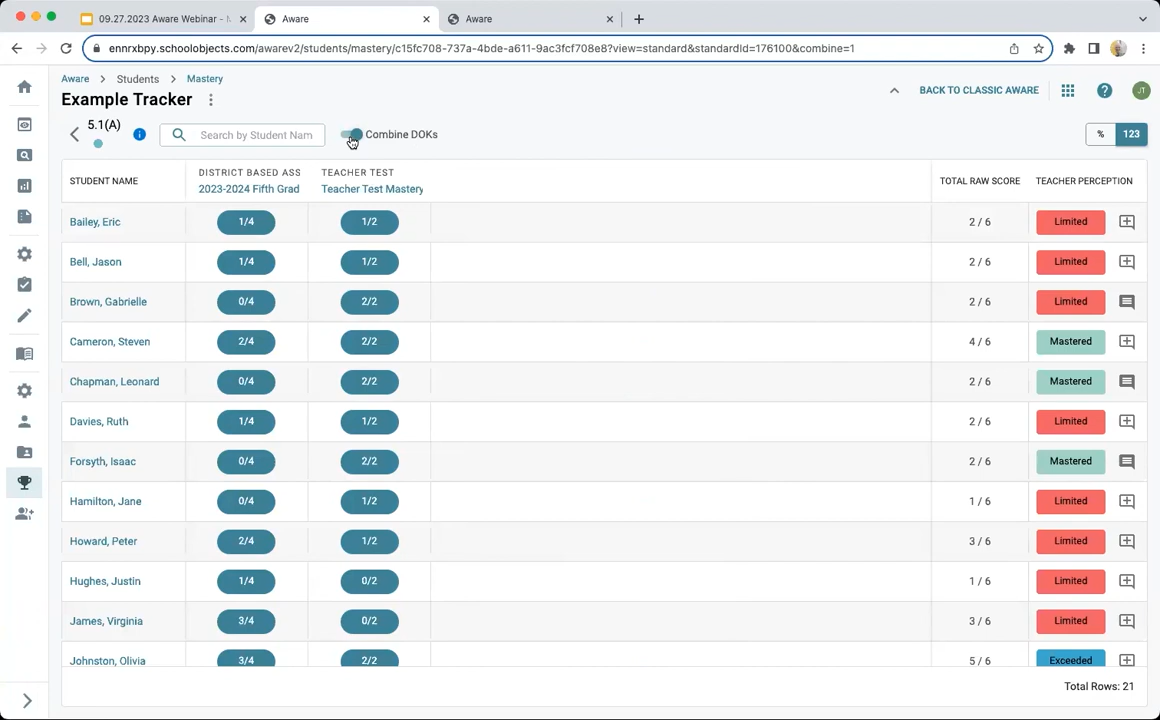 09.27.2023 Aware Webinar -
Aware
Aware
ennrxbpy.schoolobjects.com/awarev2/students/mastery/c15fc708-737a-4bde-a611-9ac3fcf708e8?view=standard&standardId=176100&combine=1
Aware > Students > Mastery
Example Tracker
BACK TO CLASSIC AWARE
JT
5.1(A)
Search by Student Nam
Combine DOKs
%
123
STUDENT NAME
DISTRICT BASED ASS
2023-2024 Fifth Grad
TEACHER TEST
Teacher Test Mastery
TOTAL RAW SCORE
TEACHER PERCEPTION
Bailey, Eric 1/4 1/2 2 / 6 Limited
Bell, Jason 1/4 1/2 2 / 6 Limited
Brown, Gabrielle 0/4 2/2 2 / 6 Limited
Cameron, Steven 2/4 2/2 4 / 6 Mastered
Chapman, Leonard 0/4 2/2 2 / 6 Mastered
Davies, Ruth 1/4 1/2 2 / 6 Limited
Forsyth, Isaac 0/4 2/2 2 / 6 Mastered
Hamilton, Jane 0/4 1/2 1 / 6 Limited
Howard, Peter 2/4 1/2 3 / 6 Limited
Hughes, Justin 1/4 0/2 1 / 6 Limited
James, Virginia 3/4 0/2 3 / 6 Limited
Johnston, Olivia 3/4 2/2 5 / 6 Exceeded
Total Rows: 21